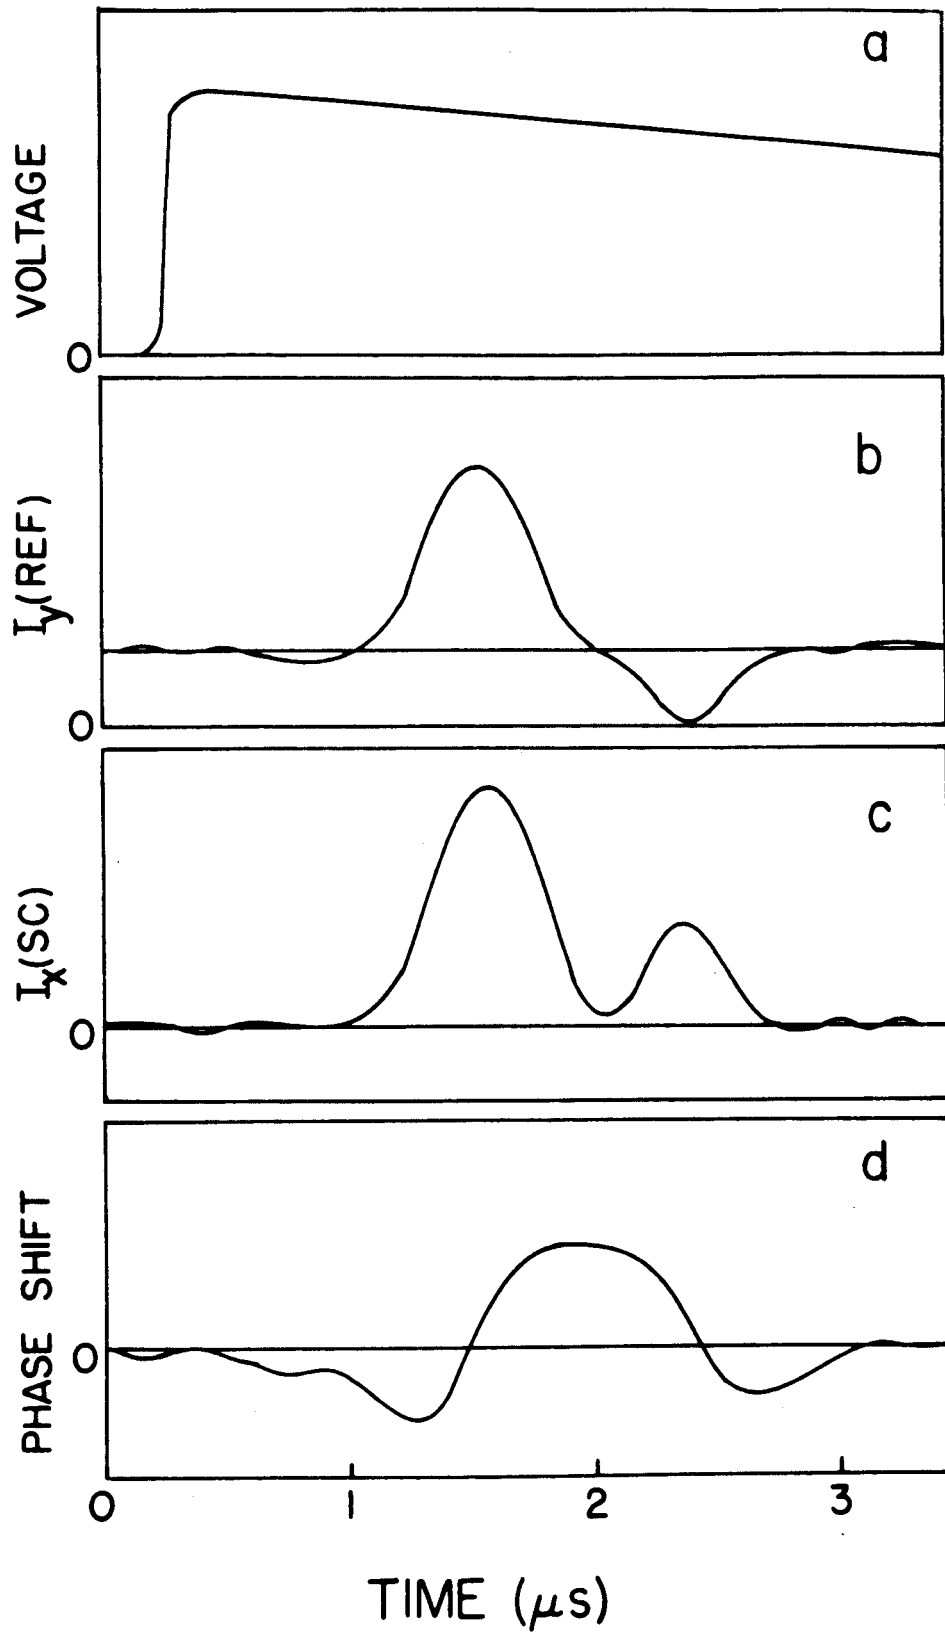 a
VOLTAGE
0
b
Iy(REF)
0
c
Ix(SC)
0
d
PHASE SHIFT
0
0 1 2 3
TIME (μs)